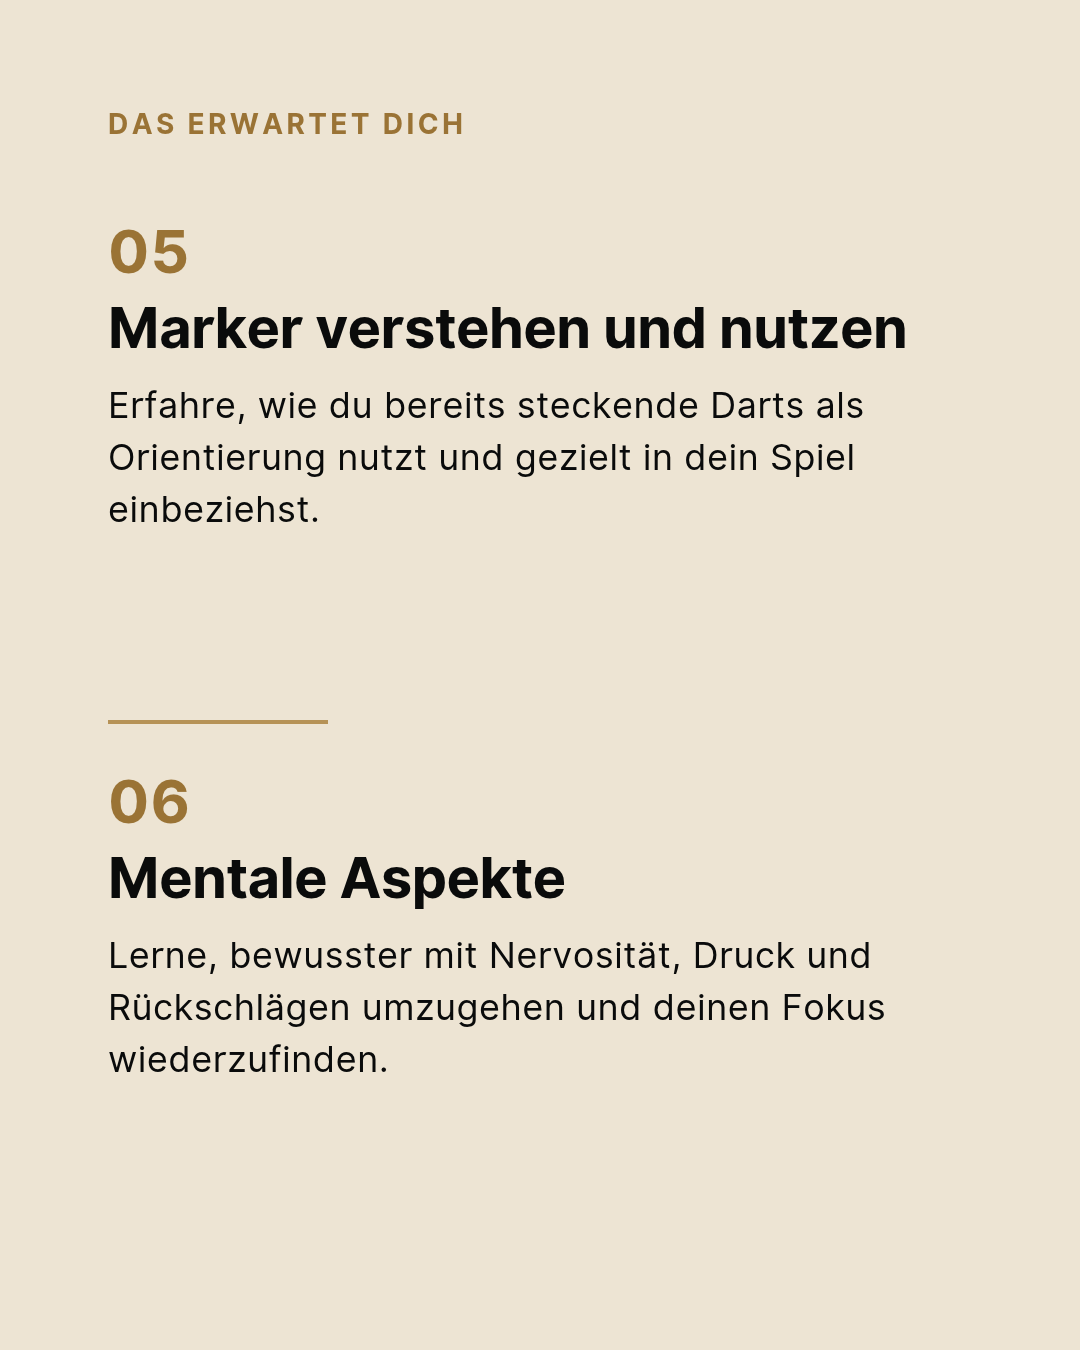 DAS ERWARTET DICH
05
Marker verstehen und nutzen
Erfahre, wie du bereits steckende Darts als
Orientierung nutzt und gezielt in dein Spiel
einbeziehst.
06
Mentale Aspekte
Lerne, bewusster mit Nervosität, Druck und
Rückschlägen umzugehen und deinen Fokus
wiederzufinden.